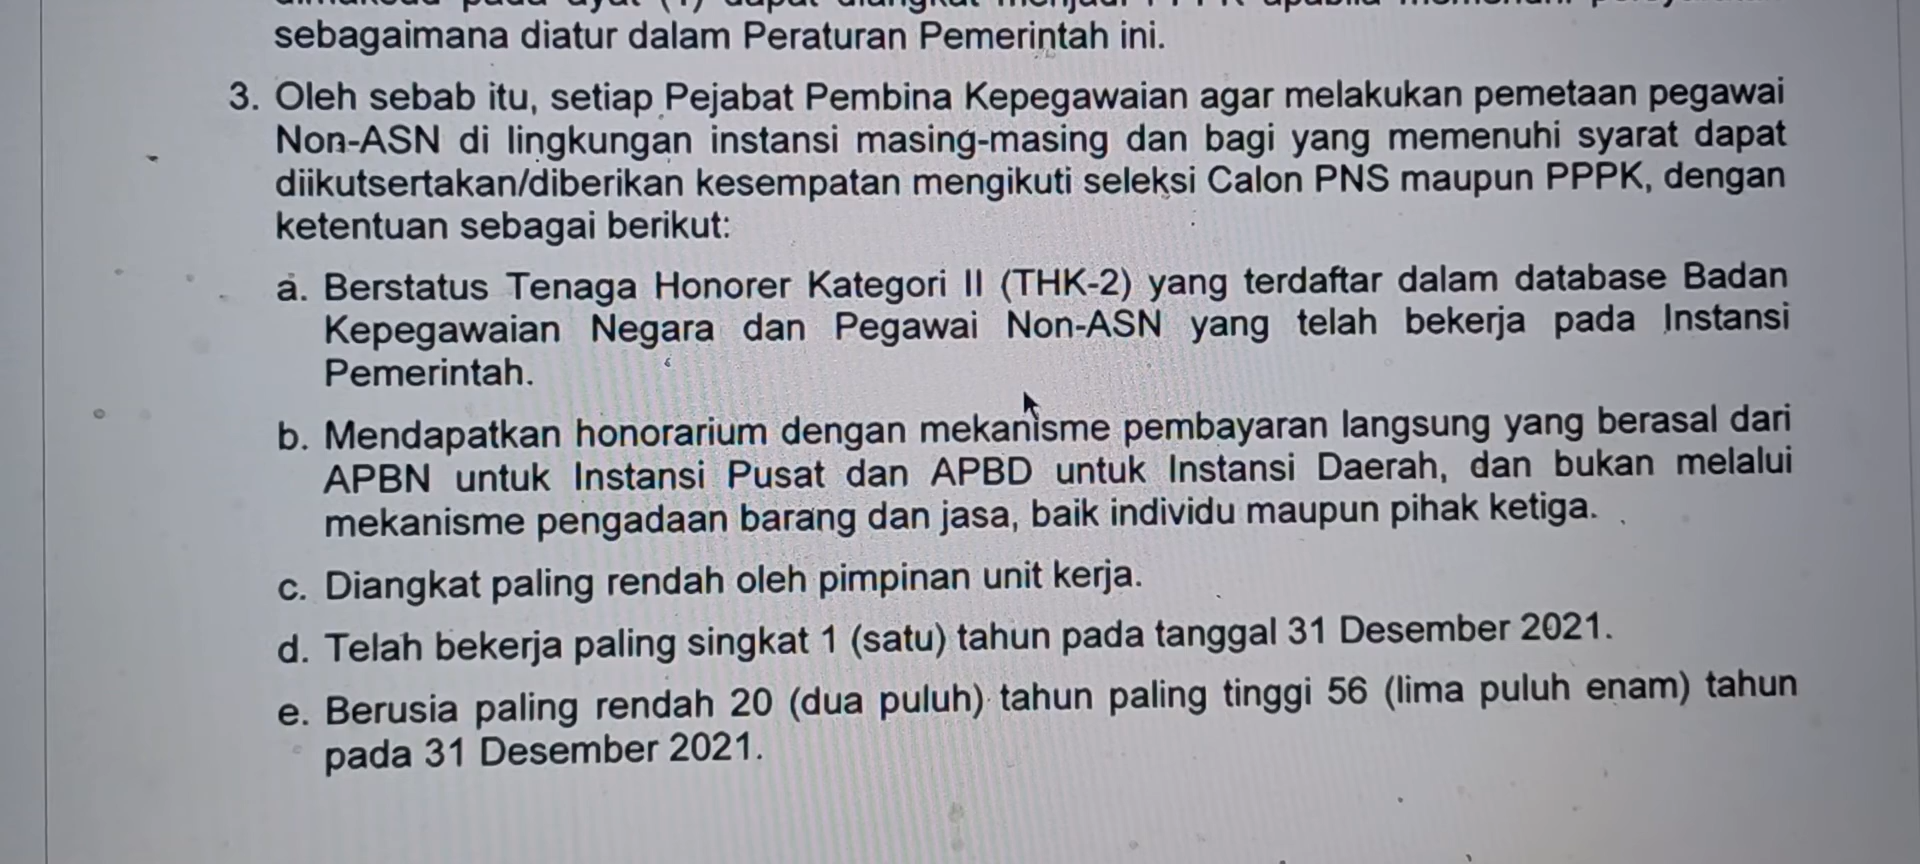 sebagaimana diatur dalam Peraturan Pemerintah ini.
3. Oleh sebab itu, setiap Pejabat Pembina Kepegawaian agar melakukan pemetaan pegawai
Non-ASN di lingkungan instansi masing-masing dan bagi yang memenuhi syarat dapat
diikutsertakan/diberikan kesempatan mengikuti seleksi Calon PNS maupun PPPK, dengan
ketentuan sebagai berikut:
a. Berstatus Tenaga Honorer Kategori II (THK-2) yang terdaftar dalam database Badan
Kepegawaian Negara dan Pegawai Non-ASN yang telah bekerja pada Instansi
Pemerintah.
b. Mendapatkan honorarium dengan mekanisme pembayaran langsung yang berasal dari
APBN untuk Instansi Pusat dan APBD untuk Instansi Daerah, dan bukan melalui
mekanisme pengadaan barang dan jasa, baik individu maupun pihak ketiga.
c. Diangkat paling rendah oleh pimpinan unit kerja.
d. Telah bekerja paling singkat 1 (satu) tahun pada tanggal 31 Desember 2021.
e. Berusia paling rendah 20 (dua puluh) tahun paling tinggi 56 (lima puluh enam) tahun
pada 31 Desember 2021.